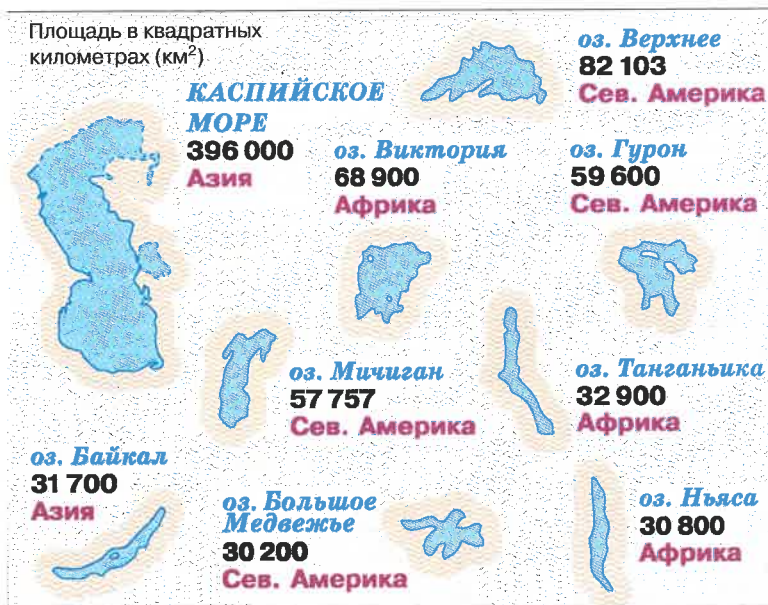 Площадь в квадратных
километрах (км²)
КАСПИЙСКОЕ
МОРЕ
396 000
Азия
оз. Верхнее
82 103
Сев. Америка
оз. Виктория
68 900
Африка
оз. Гурон
59 600
Сев. Америка
оз. Мичиган
57 757
Сев. Америка
оз. Танганьика
32 900
Африка
оз. Байкал
31 700
Азия
оз. Большое
Медвежье
30 200
Сев. Америка
оз. Ньяса
30 800
Африка